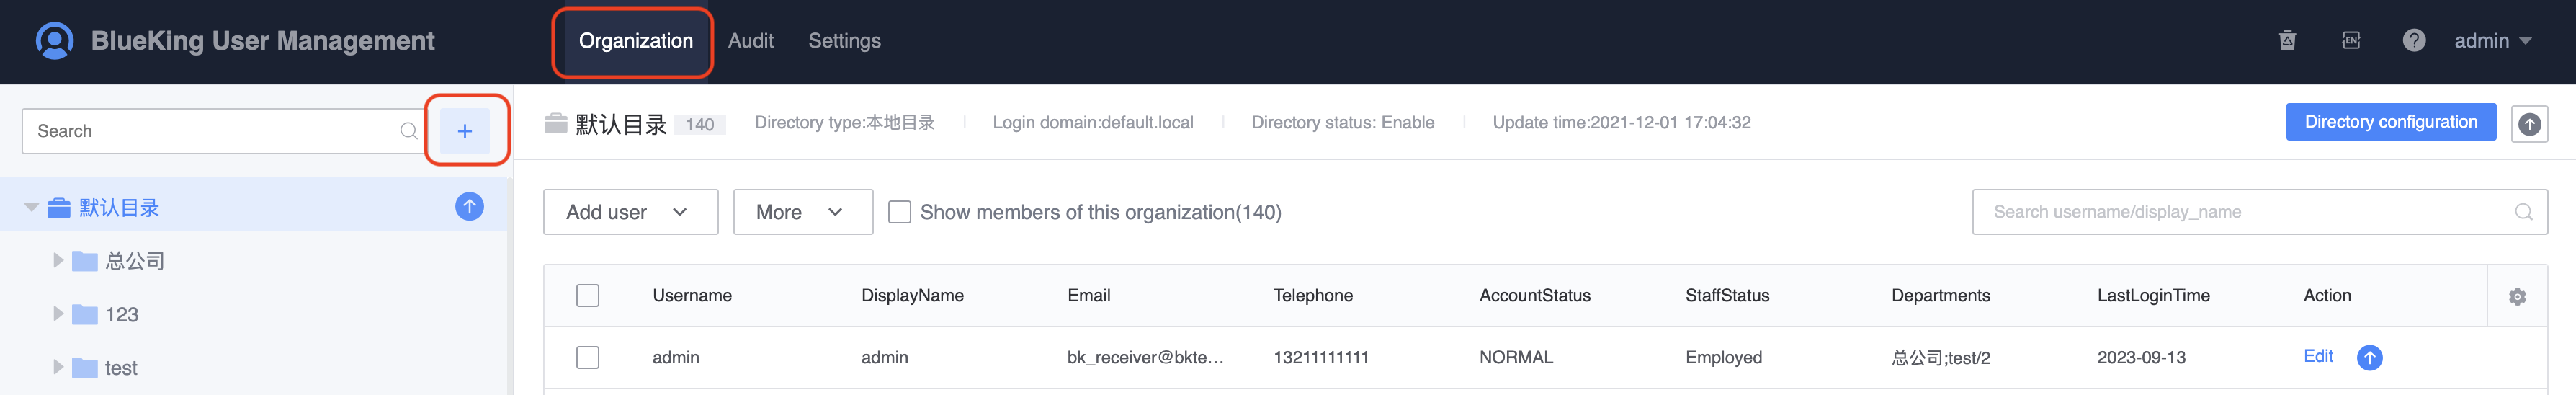 BlueKing User Management
Organization Audit Settings
EN
? admin
Search +
默认目录
总公司
123
test
默认目录 140 Directory type:本地目录 Login domain:default.local Directory status: Enable Update time:2021-12-01 17:04:32 Directory configuration
Add user More Show members of this organization(140) Search username/display_name
Username DisplayName Email Telephone AccountStatus StaffStatus Departments LastLoginTime Action
admin admin bk_receiver@bkte... 13211111111 NORMAL Employed 总公司;test/2 2023-09-13 Edit